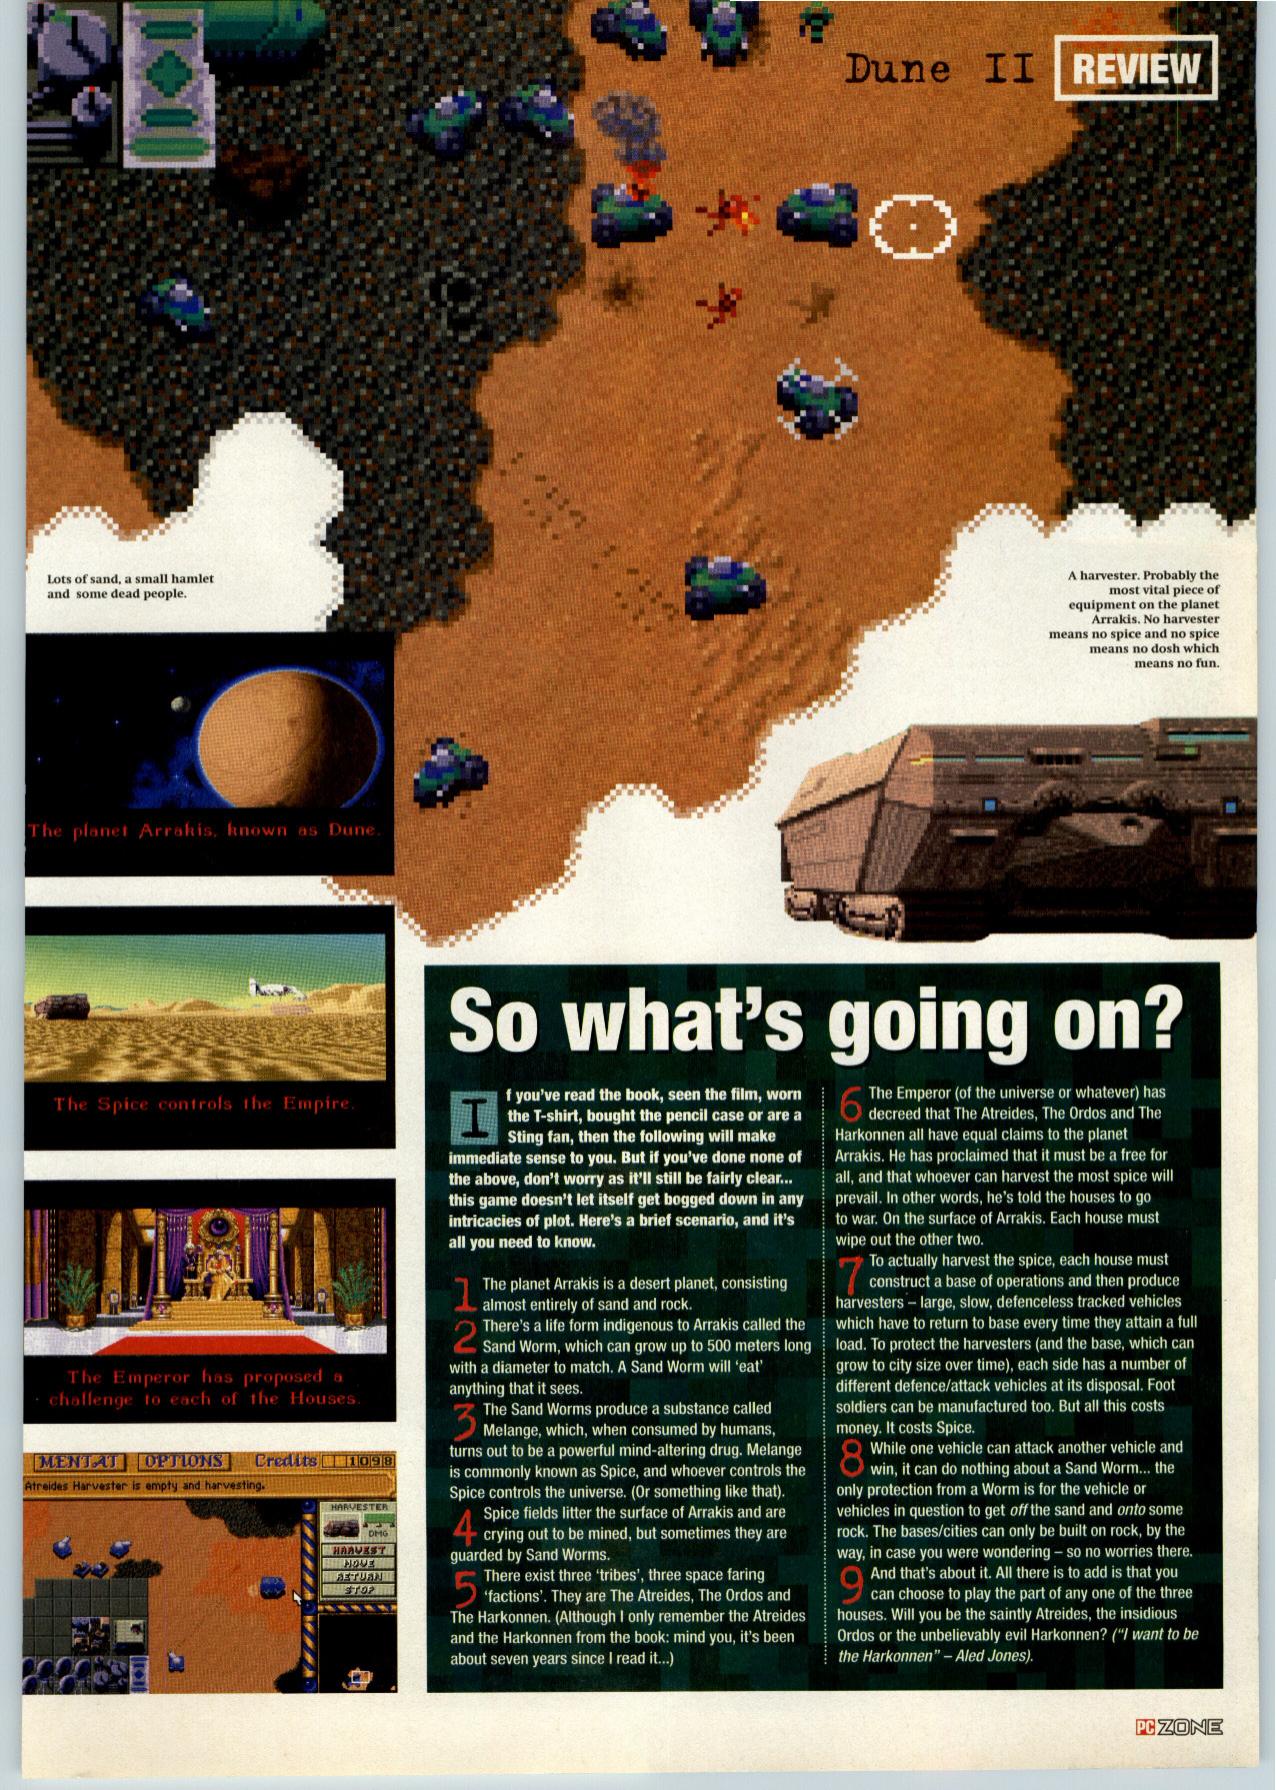 Dune II REVIEW
Lots of sand, a small hamlet
and some dead people.
A harvester. Probably the
most vital piece of
equipment on the planet
Arrakis. No harvester
means no spice and no spice
means no dosh which
means no fun.
The planet Arrakis, known as Dune.
The Spice controls the Empire.
The Emperor has proposed a
challenge to each of the Houses.
MENTAT OPTIONS Credits 1098
Atreides Harvester is empty and harvesting.
HARVESTER
DMG
HARVEST
MOVE
RETURN
STOP
So what's going on?
If you've read the book, seen the film, worn
the T-shirt, bought the pencil case or are a
Sting fan, then the following will make
immediate sense to you. But if you've done none of
the above, don't worry as it'll still be fairly clear...
this game doesn't let itself get bogged down in any
intricacies of plot. Here's a brief scenario, and it's
all you need to know.
1 The planet Arrakis is a desert planet, consisting
almost entirely of sand and rock.
2 There's a life form indigenous to Arrakis called the
Sand Worm, which can grow up to 500 meters long
with a diameter to match. A Sand Worm will 'eat'
anything that it sees.
3 The Sand Worms produce a substance called
Melange, which, when consumed by humans,
turns out to be a powerful mind-altering drug. Melange
is commonly known as Spice, and whoever controls the
Spice controls the universe. (Or something like that).
4 Spice fields litter the surface of Arrakis and are
crying out to be mined, but sometimes they are
guarded by Sand Worms.
5 There exist three 'tribes', three space faring
'factions'. They are The Atreides, The Ordos and
The Harkonnen. (Although I only remember the Atreides
and the Harkonnen from the book: mind you, it's been
about seven years since I read it...)
6 The Emperor (of the universe or whatever) has
decreed that The Atreides, The Ordos and The
Harkonnen all have equal claims to the planet
Arrakis. He has proclaimed that it must be a free for
all, and that whoever can harvest the most spice will
prevail. In other words, he's told the houses to go
to war. On the surface of Arrakis. Each house must
wipe out the other two.
7 To actually harvest the spice, each house must
construct a base of operations and then produce
harvesters – large, slow, defenceless tracked vehicles
which have to return to base every time they attain a full
load. To protect the harvesters (and the base, which can
grow to city size over time), each side has a number of
different defence/attack vehicles at its disposal. Foot
soldiers can be manufactured too. But all this costs
money. It costs Spice.
8 While one vehicle can attack another vehicle and
win, it can do nothing about a Sand Worm... the
only protection from a Worm is for the vehicle or
vehicles in question to get off the sand and onto some
rock. The bases/cities can only be built on rock, by the
way, in case you were wondering – so no worries there.
9 And that's about it. All there is to add is that you
can choose to play the part of any one of the three
houses. Will you be the saintly Atreides, the insidious
Ordos or the unbelievably evil Harkonnen? ("I want to be
the Harkonnen" – Aled Jones).
PC ZONE